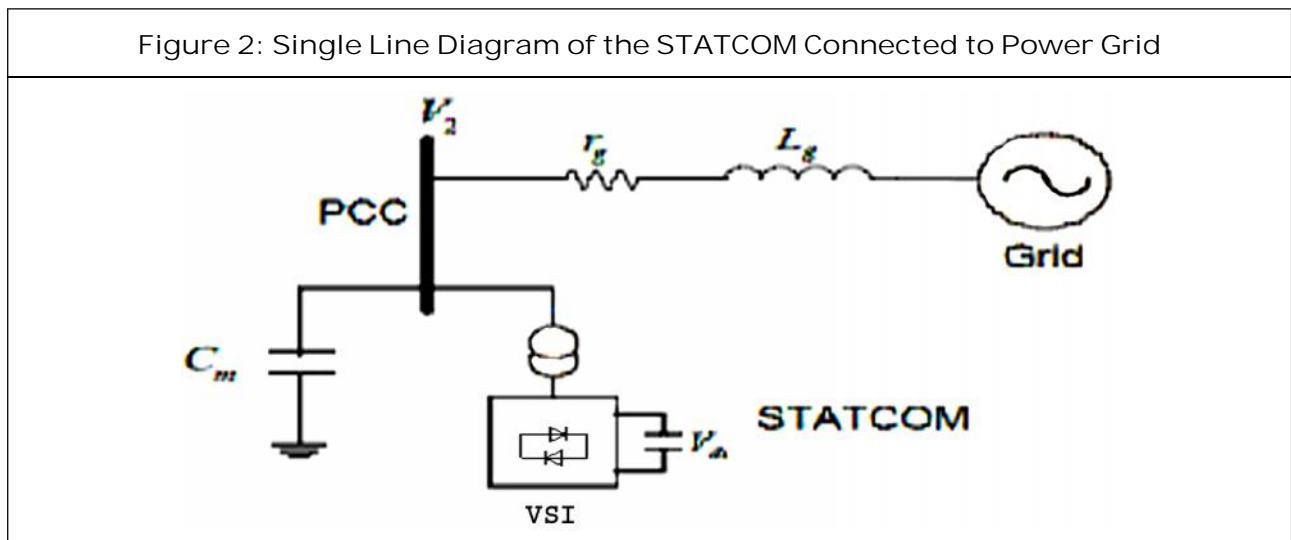 Figure 2: Single Line Diagram of the STATCOM Connected to Power Grid
V2
rg
Lg
PCC
Grid
Cm
STATCOM
VSI